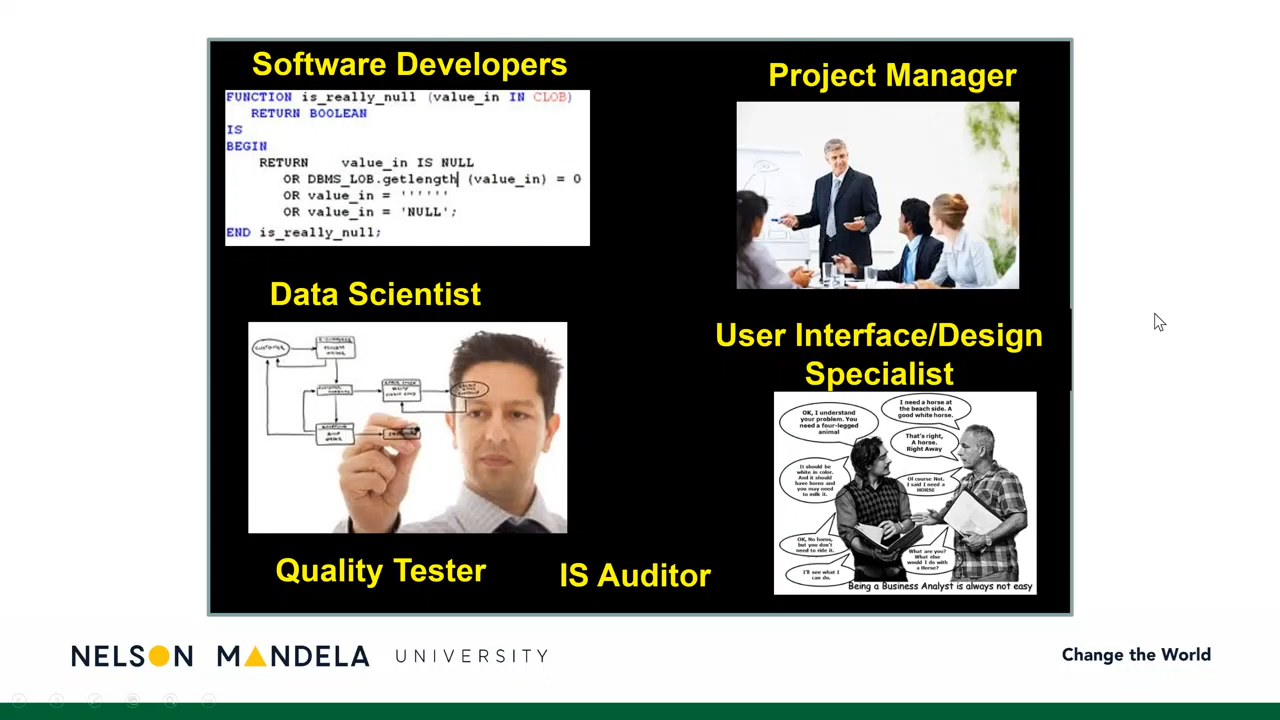 Software Developers
FUNCTION is_really_null (value_in IN CLOB)
RETURN BOOLEAN
IS
BEGIN
RETURN value_in IS NULL
OR DBMS_LOB.getlength (value_in) = 0
OR value_in = ''''''
OR value_in = 'NULL';
END is_really_null;
Project Manager
Data Scientist
CUSTOMER
User Interface/Design
Specialist
OK, I understand
your problem. You
need a four-legged
animal
I need a horse at
the beach side. A
good white horse.
That's right,
A horse.
Right Away
It should be
white in color.
And it should
have horns and
you may need
to milk it.
Of course Not.
I said I need a
HORSE
OK, No horns,
but you don't
need to ride it.
What are you?
What else
would I do with
a Horse?
I'll see what I
can do.
Being a Business Analyst is always not easy
Quality Tester
IS Auditor
NELSON MANDELA UNIVERSITY
Change the World